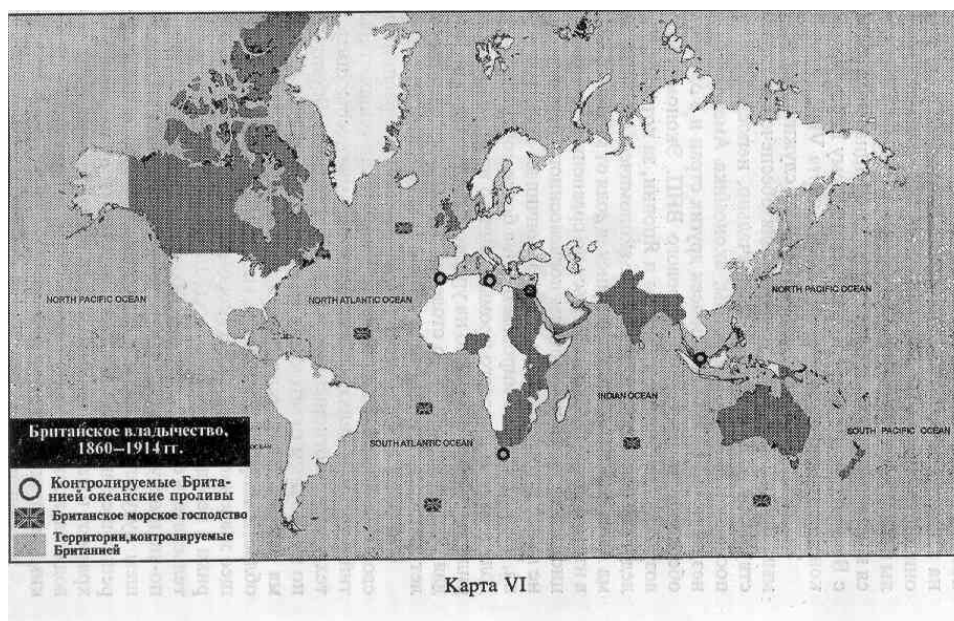 NORTH PACIFIC OCEAN
NORTH ATLANTIC OCEAN
NORTH PACIFIC OCEAN
INDIAN OCEAN
SOUTH ATLANTIC OCEAN
SOUTH PACIFIC OCEAN
OCEAN
Британское владычество,
1860—1914 гг.
Контролируемые Брита-
нией океанские проливы
Британское морское господство
Территории, контролируемые
Британией
Карта VI